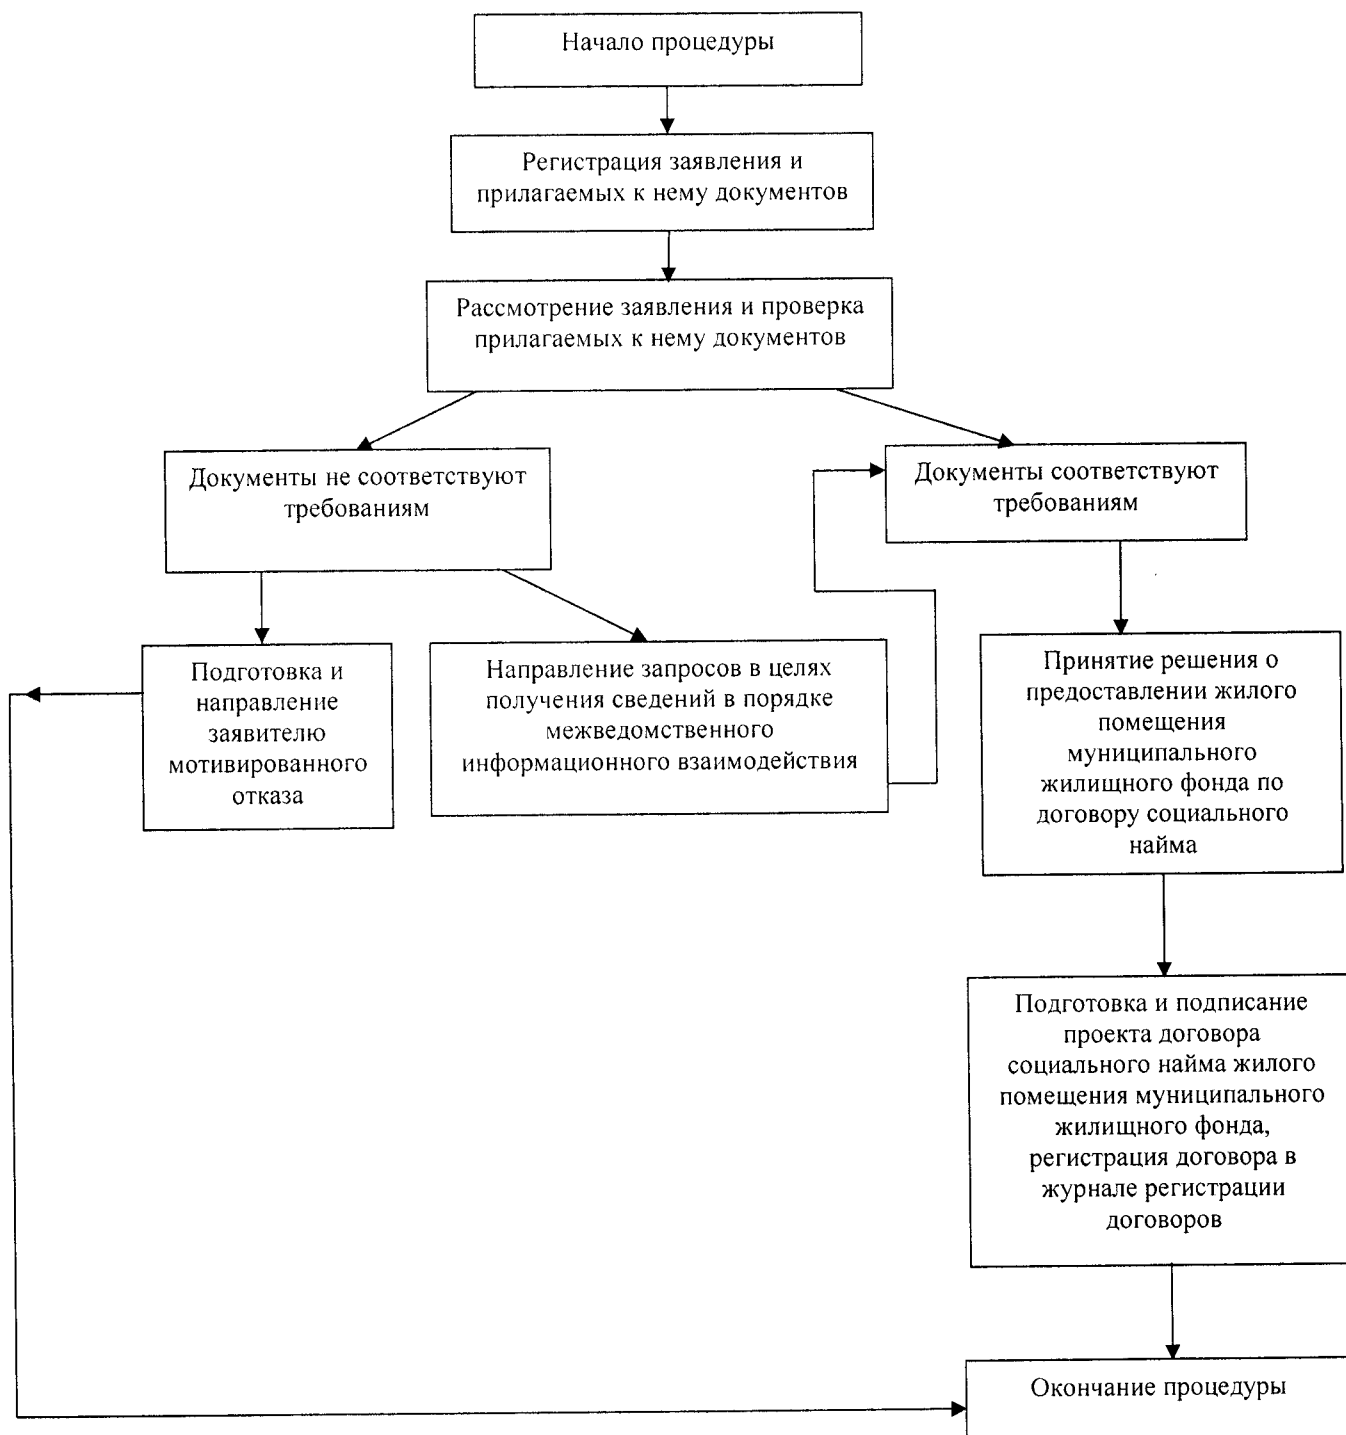 Начало процедуры
Регистрация заявления и
прилагаемых к нему документов
Рассмотрение заявления и проверка
прилагаемых к нему документов
Документы не соответствуют
требованиям
Документы соответствуют
требованиям
Подготовка и
направление
заявителю
мотивированного
отказа
Направление запросов в целях
получения сведений в порядке
межведомственного
информационного взаимодействия
Принятие решения о
предоставлении жилого
помещения
муниципального
жилищного фонда по
договору социального
найма
Подготовка и подписание
проекта договора
социального найма жилого
помещения муниципального
жилищного фонда,
регистрация договора в
журнале регистрации
договоров
Окончание процедуры